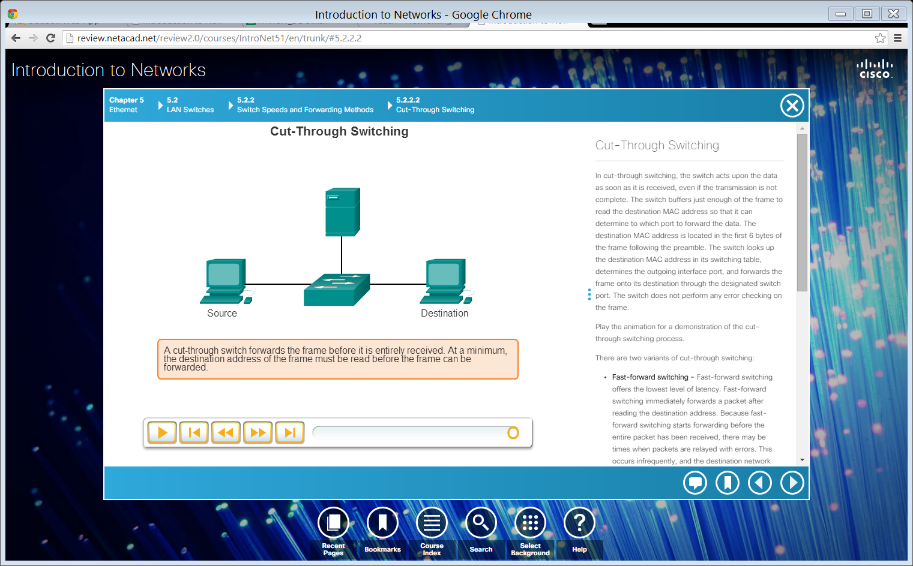 Introduction to Networks - Google Chrome
review.netacad.net/review2.0/courses/IntroNet51/en/trunk/#5.2.2.2
Introduction to Networks
CISCO
Chapter 5
Ethernet
5.2
LAN Switches
5.2.2
Switch Speeds and Forwarding Methods
5.2.2.2
Cut-Through Switching
Cut-Through Switching
Source
Destination
A cut-through switch forwards the frame before it is entirely received. At a minimum,
the destination address of the frame must be read before the frame can be
forwarded.
Cut-Through Switching
In cut-through switching, the switch acts upon the data
as soon as it is received, even if the transmission is not
complete. The switch buffers just enough of the frame to
read the destination MAC address so that it can
determine to which port to forward the data. The
destination MAC address is located in the first 6 bytes of
the frame following the preamble. The switch looks up
the destination MAC address in its switching table,
determines the outgoing interface port, and forwards the
frame onto its destination through the designated switch
port. The switch does not perform any error checking on
the frame.
Play the animation for a demonstration of the cut-
through switching process.
There are two variants of cut-through switching:
• Fast-forward switching - Fast-forward switching
offers the lowest level of latency. Fast-forward
switching immediately forwards a packet after
reading the destination address. Because fast-
forward switching starts forwarding before the
entire packet has been received, there may be
times when packets are relayed with errors. This
occurs infrequently, and the destination network
Recent
Pages
Bookmarks
Course
Index
Search
Select
Background
Help